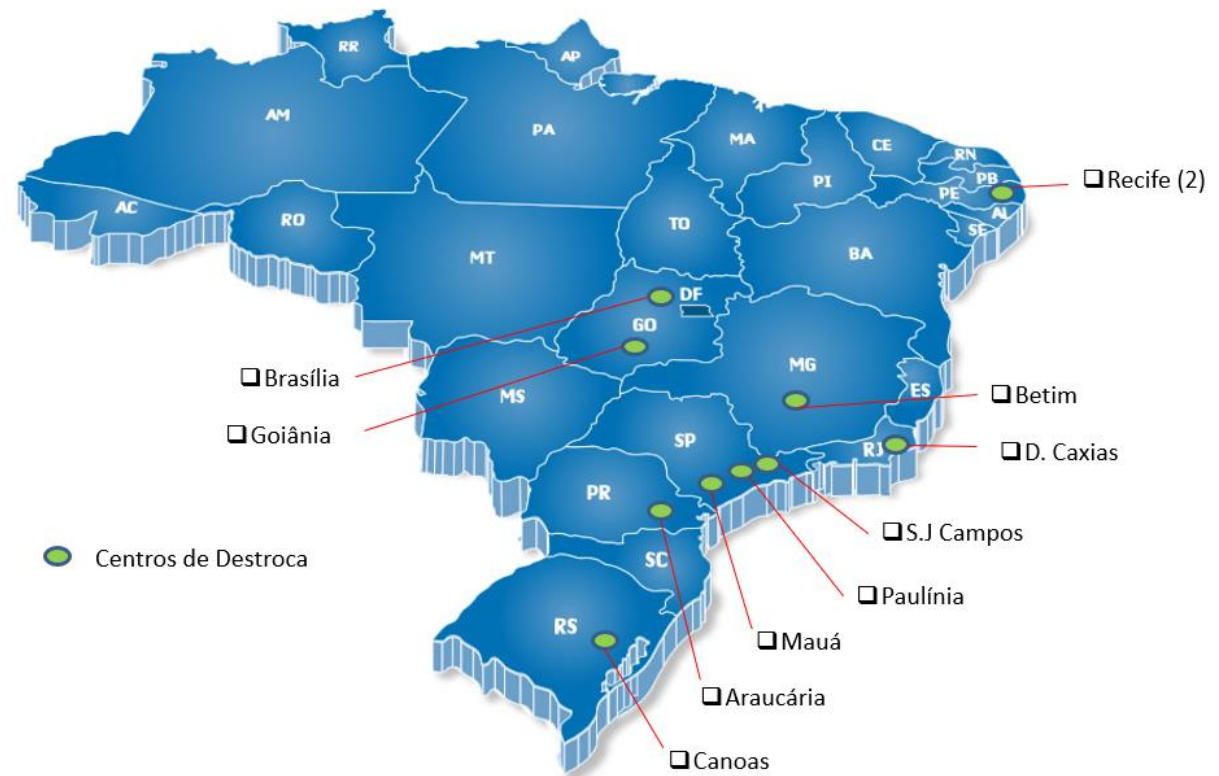 RR
AP
AM
PA
MA
CE
RN
PB
PI
PE
AL
SE
AC
RO
TO
MT
BA
DF
GO
MG
MS
ES
SP
RJ
PR
SC
RS
❑Recife (2)
❑Brasília
❑Goiânia
❑Betim
❑D. Caxias
❑S.J Campos
❑Paulínia
❑Mauá
❑Araucária
❑Canoas
Centros de Destroca